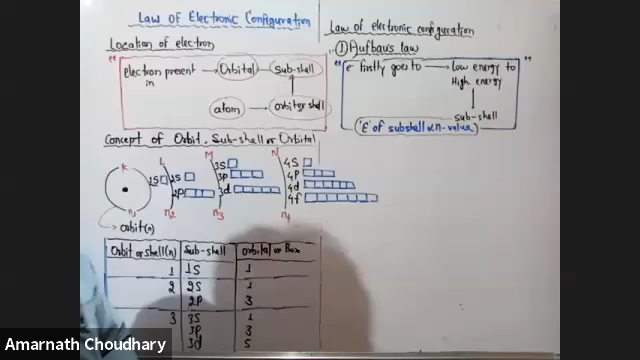 Law of Electronic Configuration
Location of electron
"
electron present → Orbital → Sub-shell
in
atom → orbit or shell
"
Concept of Orbit, Sub-shell or Orbital
K L M N
1S 2S 3S 4S
2P 3P 4P
3d 4d
4f
n1 n2 n3 n4
orbit(n)
Orbit or Shell(n) Sub-shell Orbital or Box
1 1S 1
2 2S 1
2P 3
3 3S 1
3P 3
3d 5
Law of electronic configuration
① Aufbaus law
"
e⁻ firstly goes to → Low energy to
High energy
"
sub-shell
'E' of subshell ∝ n-value
Amarnath Choudhary